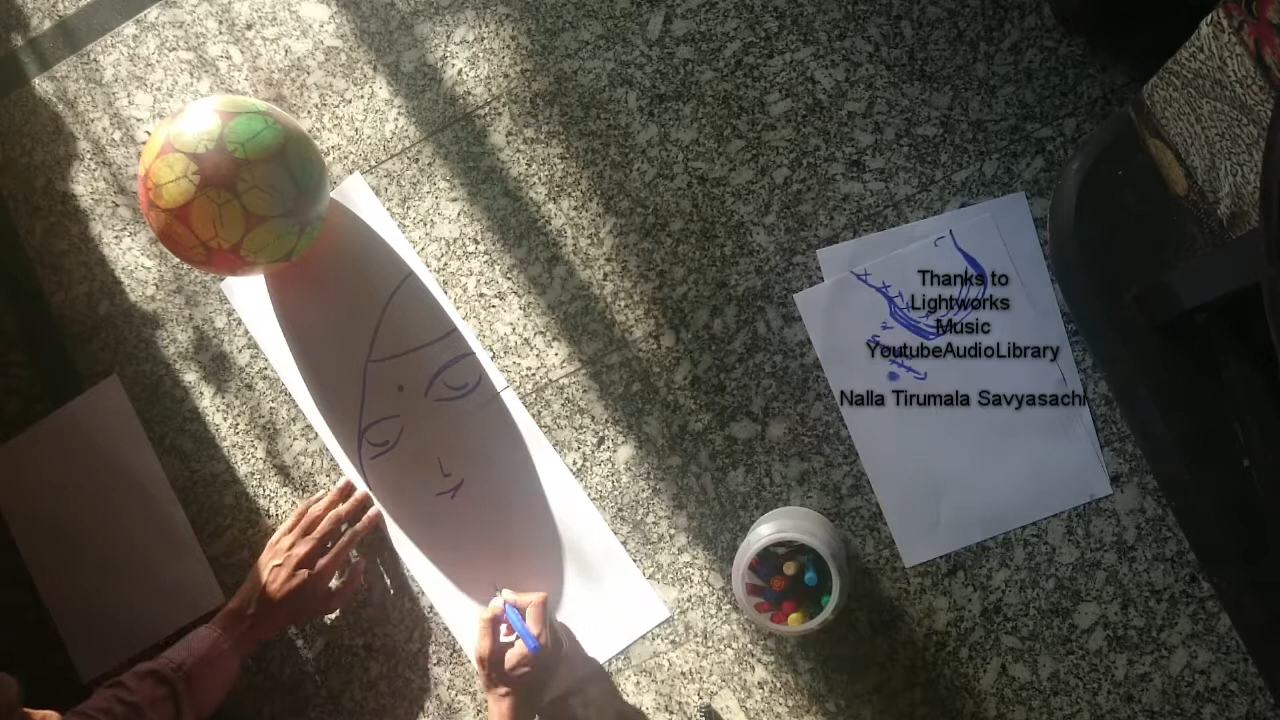 Thanks to
Lightworks
Music
YoutubeAudioLibrary
Nalla Tirumala Savyasachi